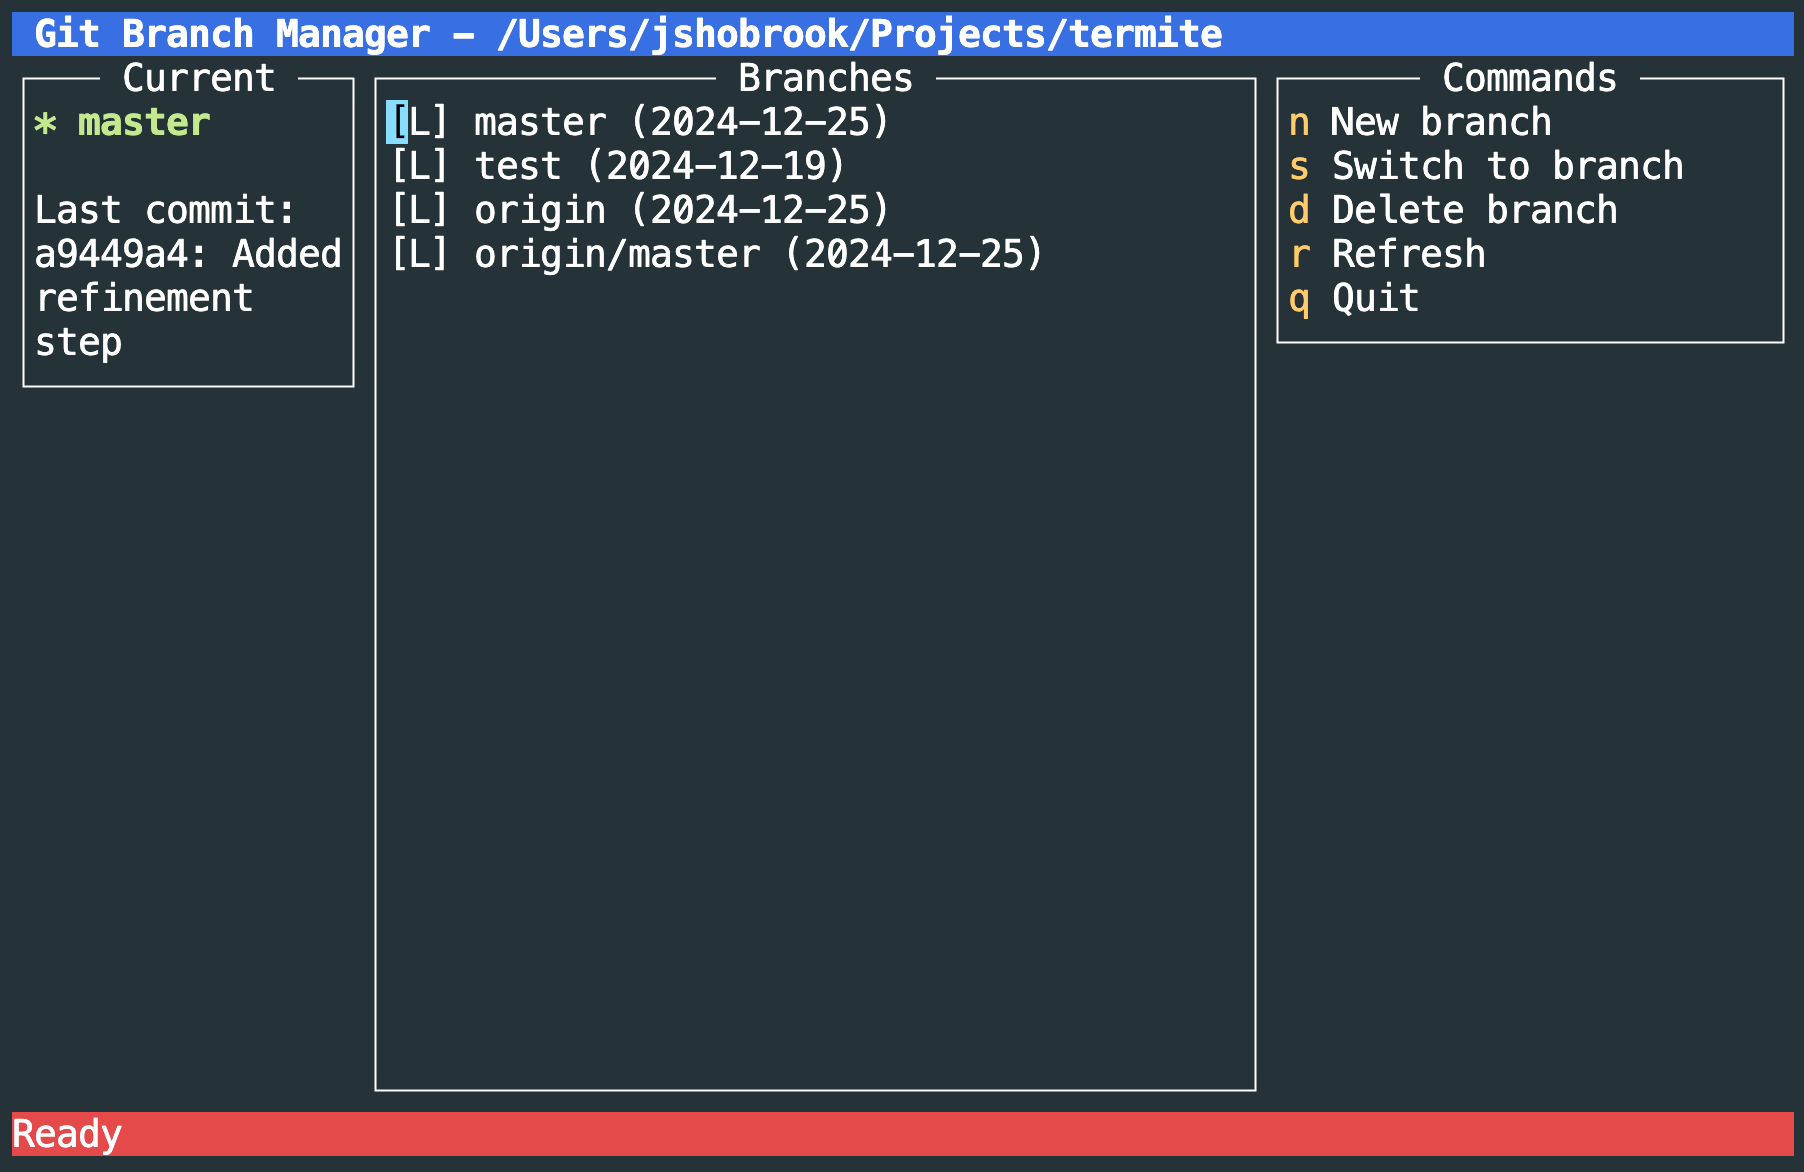 Git Branch Manager – /Users/jshobrook/Projects/termite
Current
* master
Last commit:
a9449a4: Added
refinement
step
Branches
[L] master (2024–12–25)
[L] test (2024–12–19)
[L] origin (2024–12–25)
[L] origin/master (2024–12–25)
Commands
n New branch
s Switch to branch
d Delete branch
r Refresh
q Quit
Ready